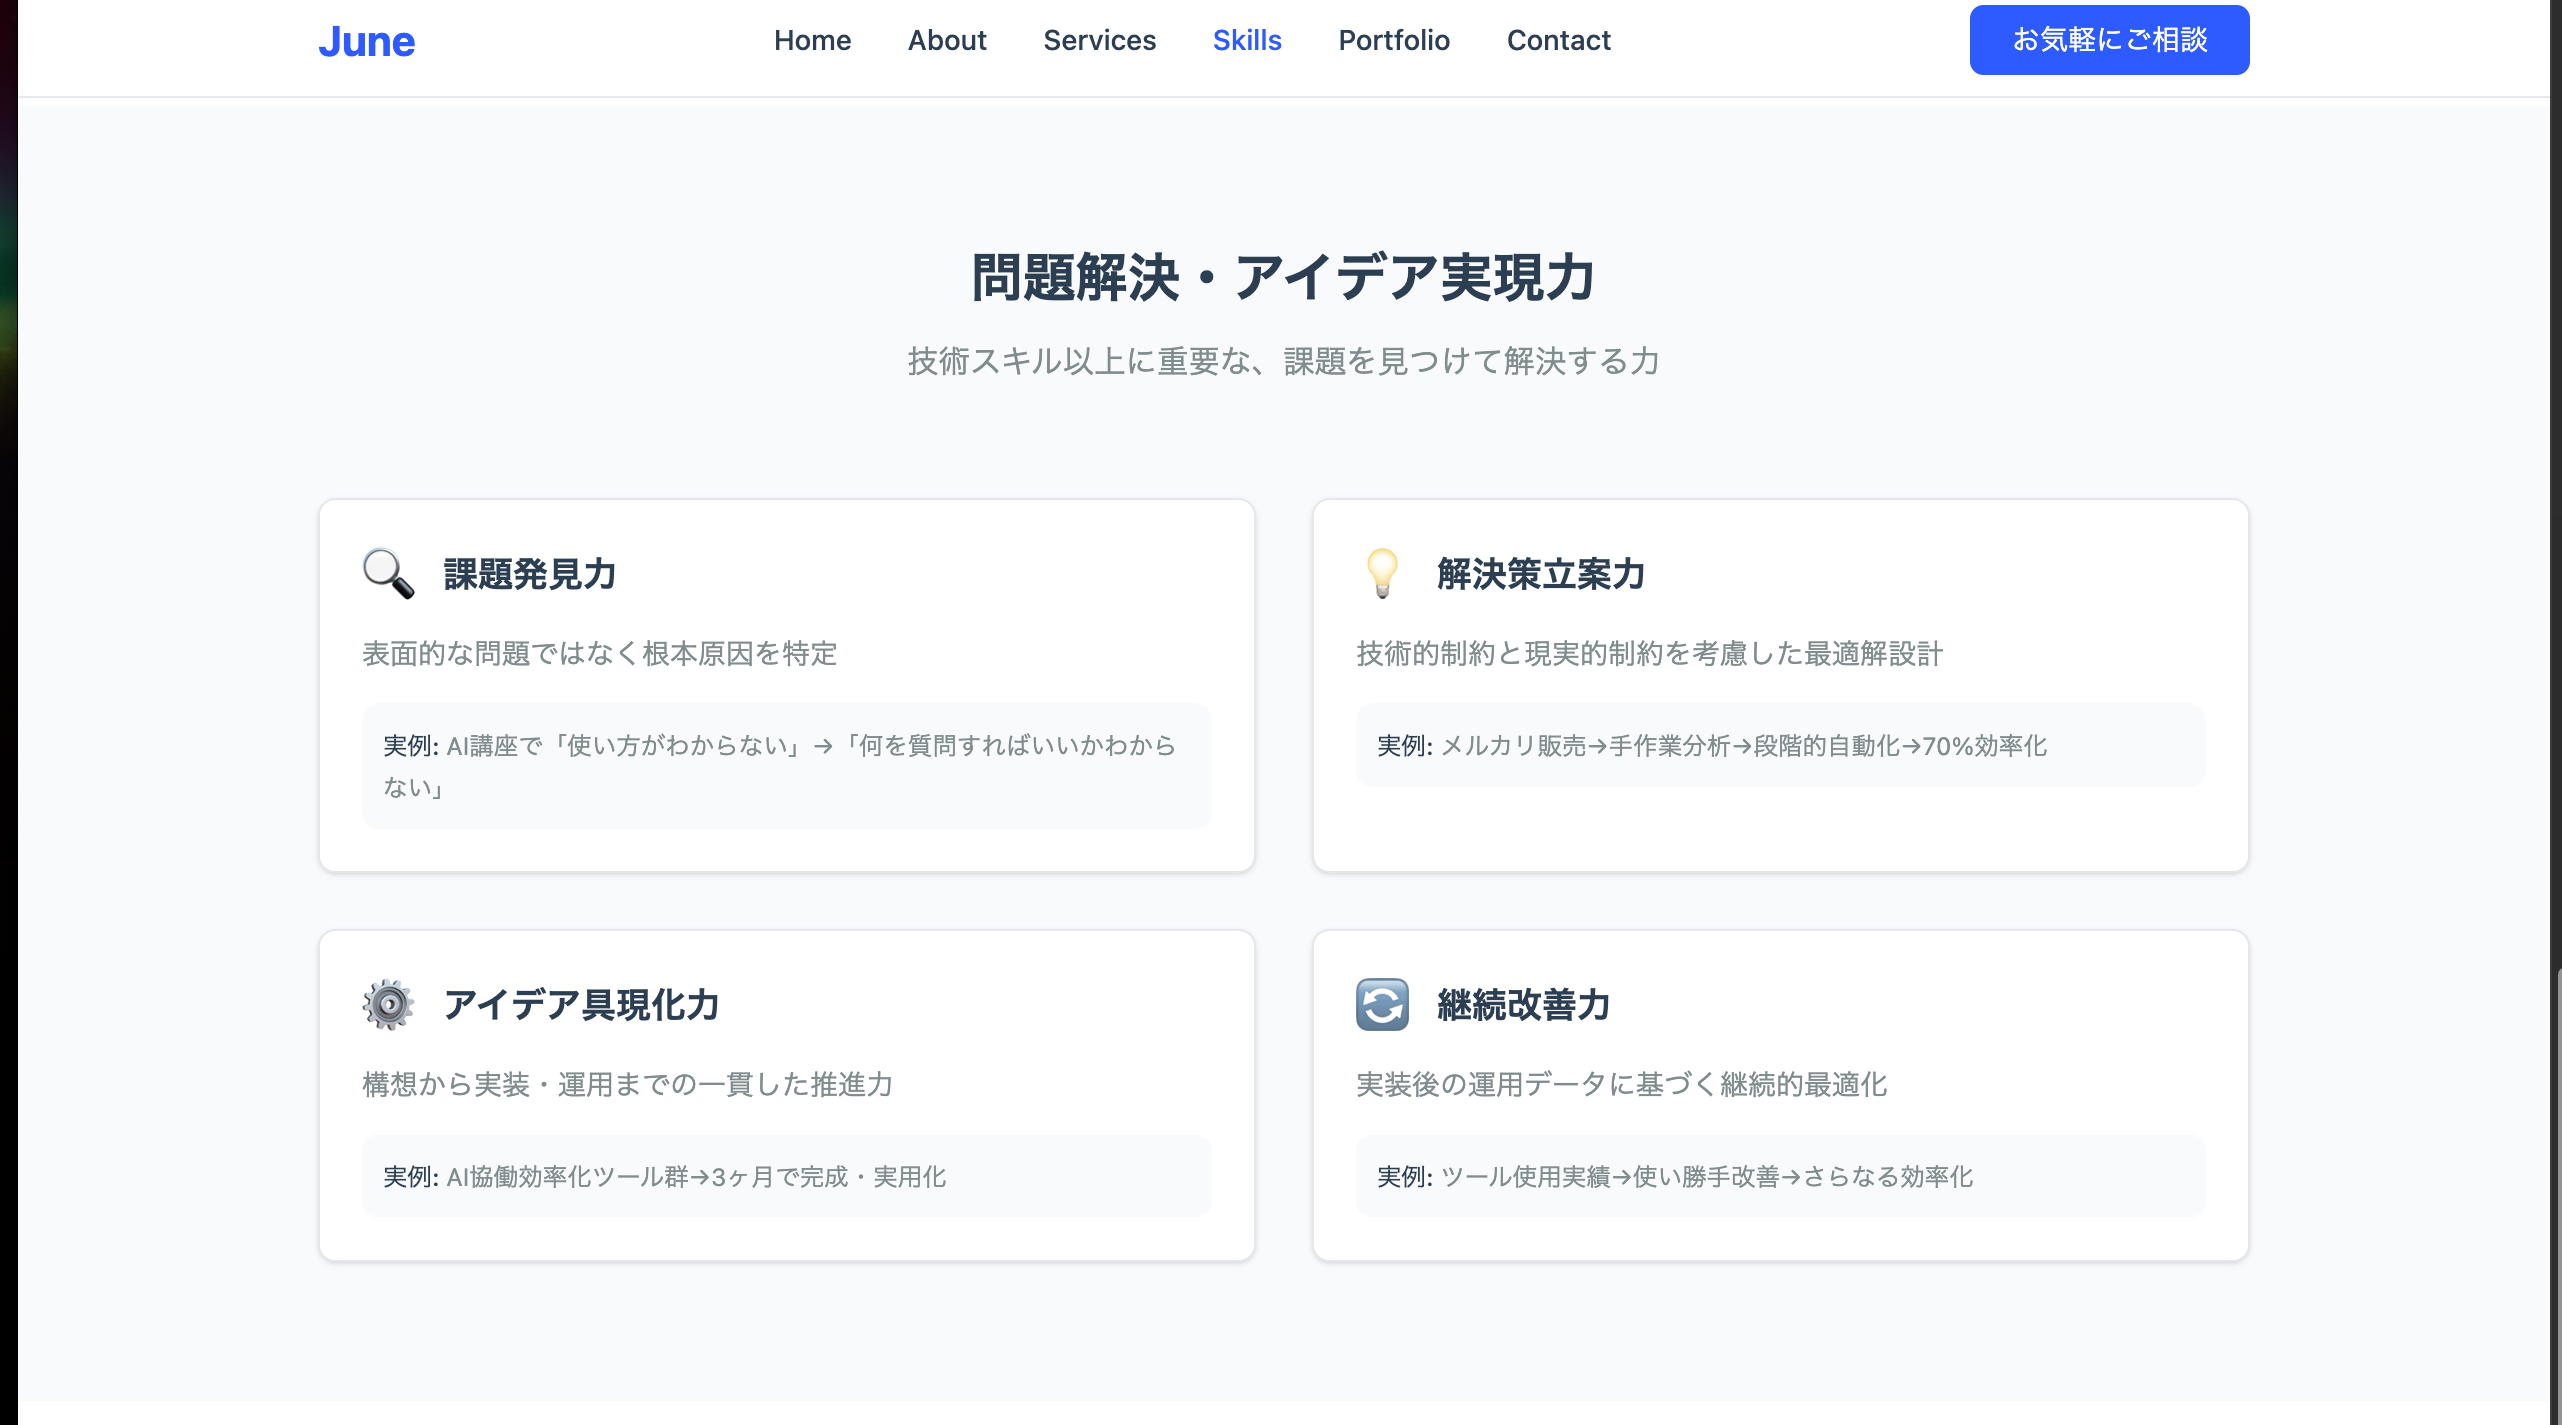 June
Home
About
Services
Skills
Portfolio
Contact
お気軽にご相談
問題解決・アイデア実現力
技術スキル以上に重要な、課題を見つけて解決する力
課題発見力
表面的な問題ではなく根本原因を特定
実例: AI講座で「使い方がわからない」→「何を質問すればいいかわから
ない」
解決策立案力
技術的制約と現実的制約を考慮した最適解設計
実例: メルカリ販売→手作業分析→段階的自動化→70%効率化
アイデア具現化力
構想から実装・運用までの一貫した推進力
実例: AI協働効率化ツール群→3ヶ月で完成・実用化
継続改善力
実装後の運用データに基づく継続的最適化
実例: ツール使用実績→使い勝手改善→さらなる効率化